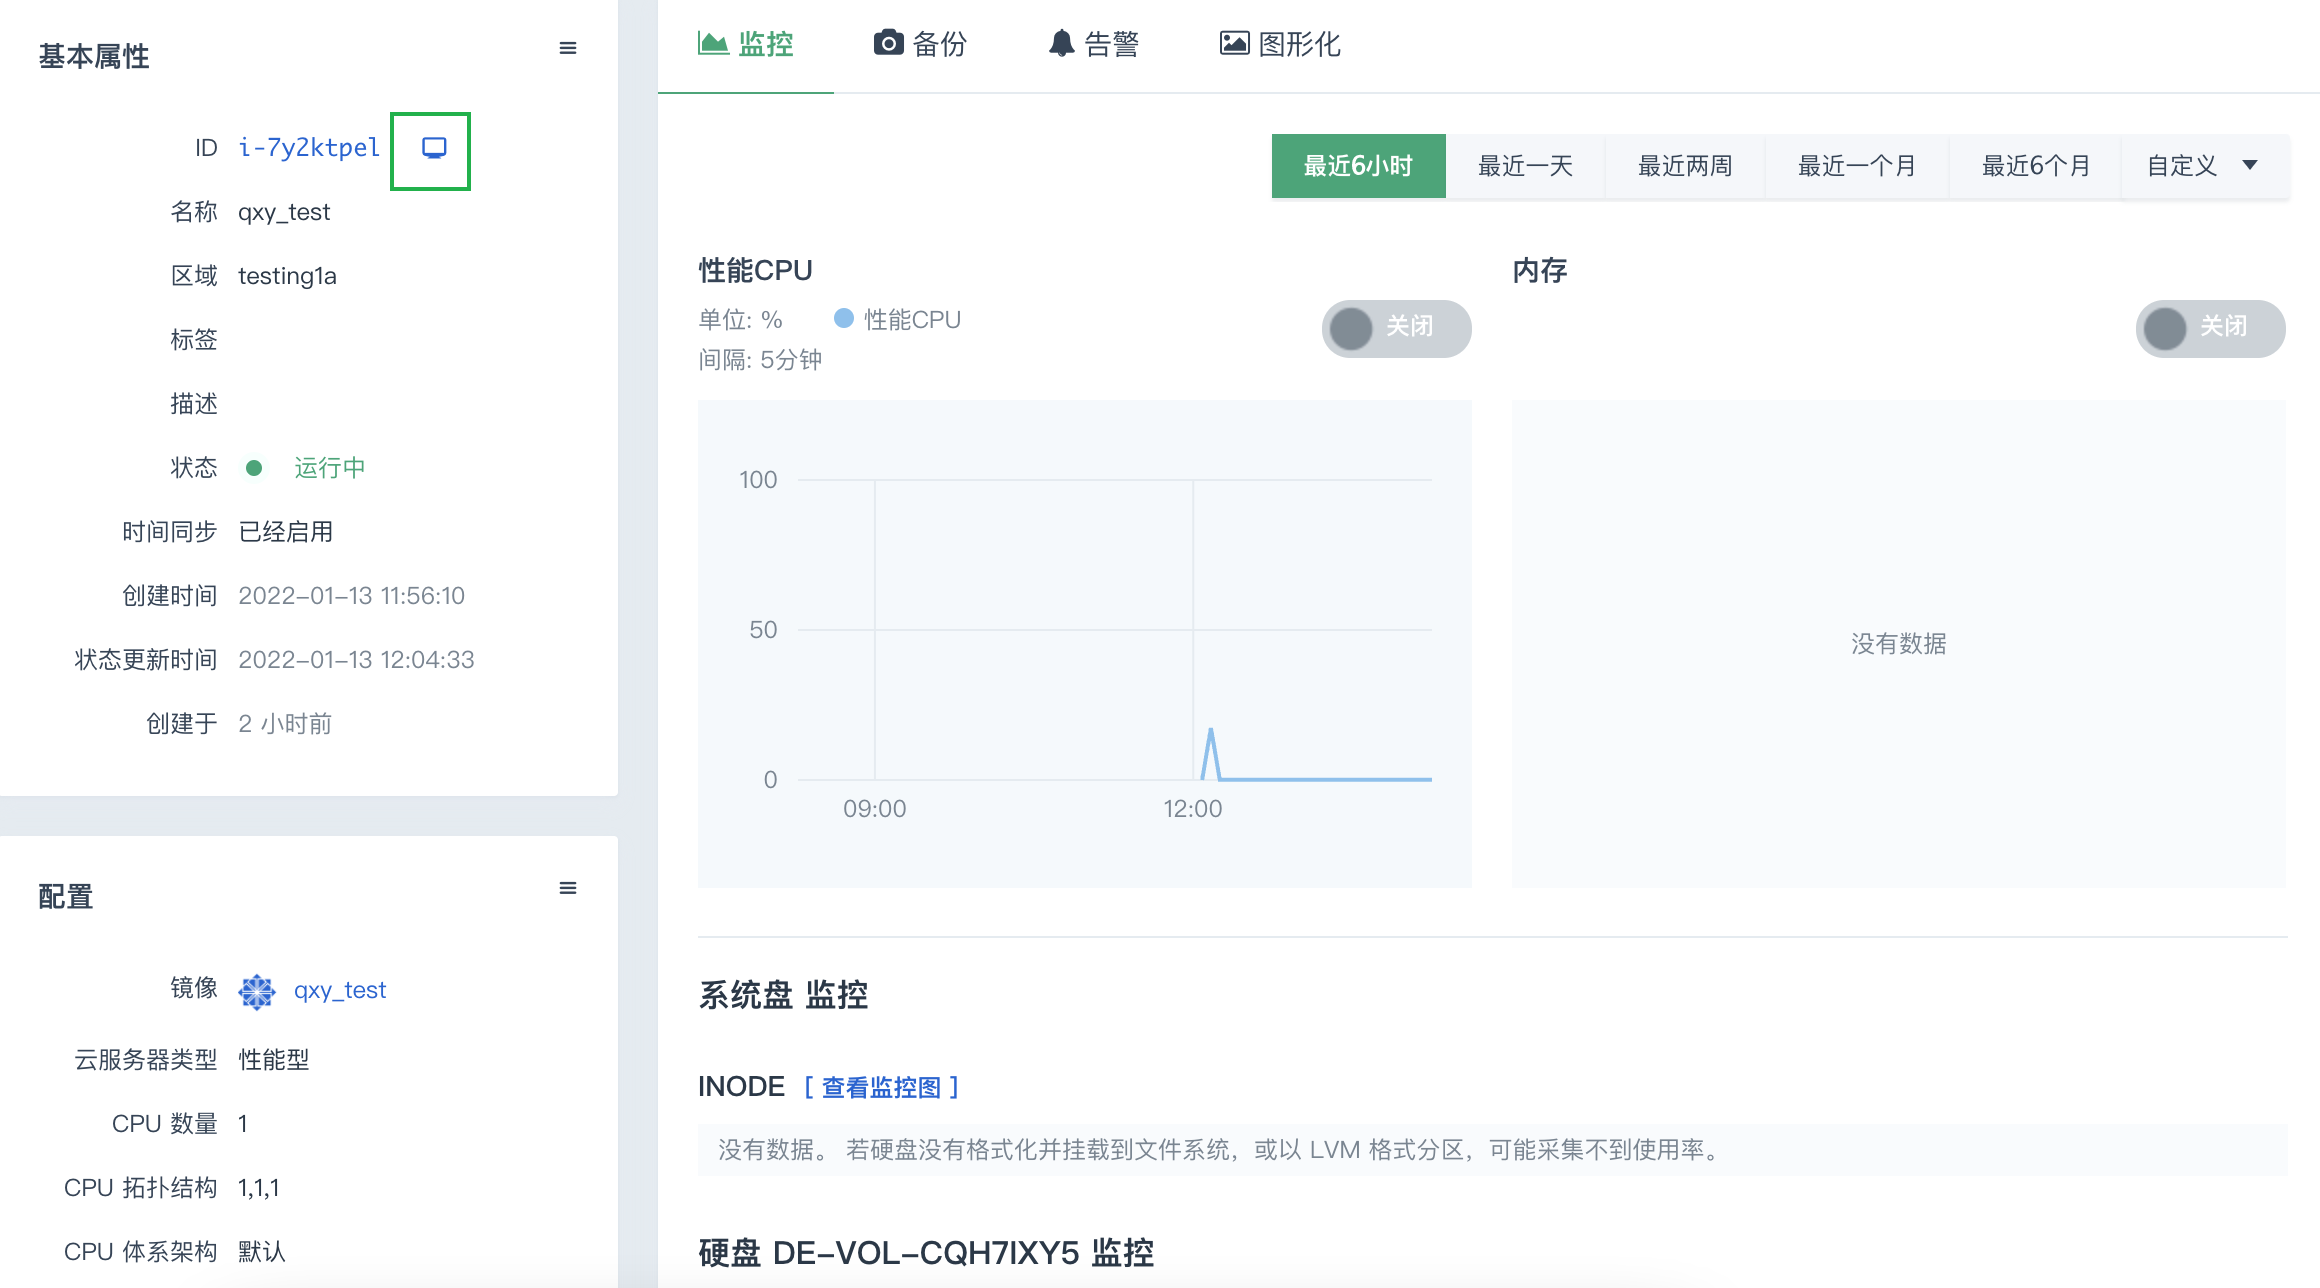 基本属性
ID i-7y2ktpel
名称 qxy_test
区域 testing1a
标签
描述
状态 运行中
时间同步 已经启用
创建时间 2022-01-13 11:56:10
状态更新时间 2022-01-13 12:04:33
创建于 2 小时前
配置
镜像 qxy_test
云服务器类型 性能型
CPU 数量 1
CPU 拓扑结构 1,1,1
CPU 体系架构 默认
监控 备份 告警 图形化
最近6小时 最近一天 最近两周 最近一个月 最近6个月 自定义
性能CPU
单位: % 性能CPU
间隔: 5分钟
关闭
100
50
0
09:00 12:00
内存
关闭
没有数据
系统盘 监控
INODE [ 查看监控图 ]
没有数据。 若硬盘没有格式化并挂载到文件系统，或以 LVM 格式分区，可能采集不到使用率。
硬盘 DE-VOL-CQH7IXY5 监控